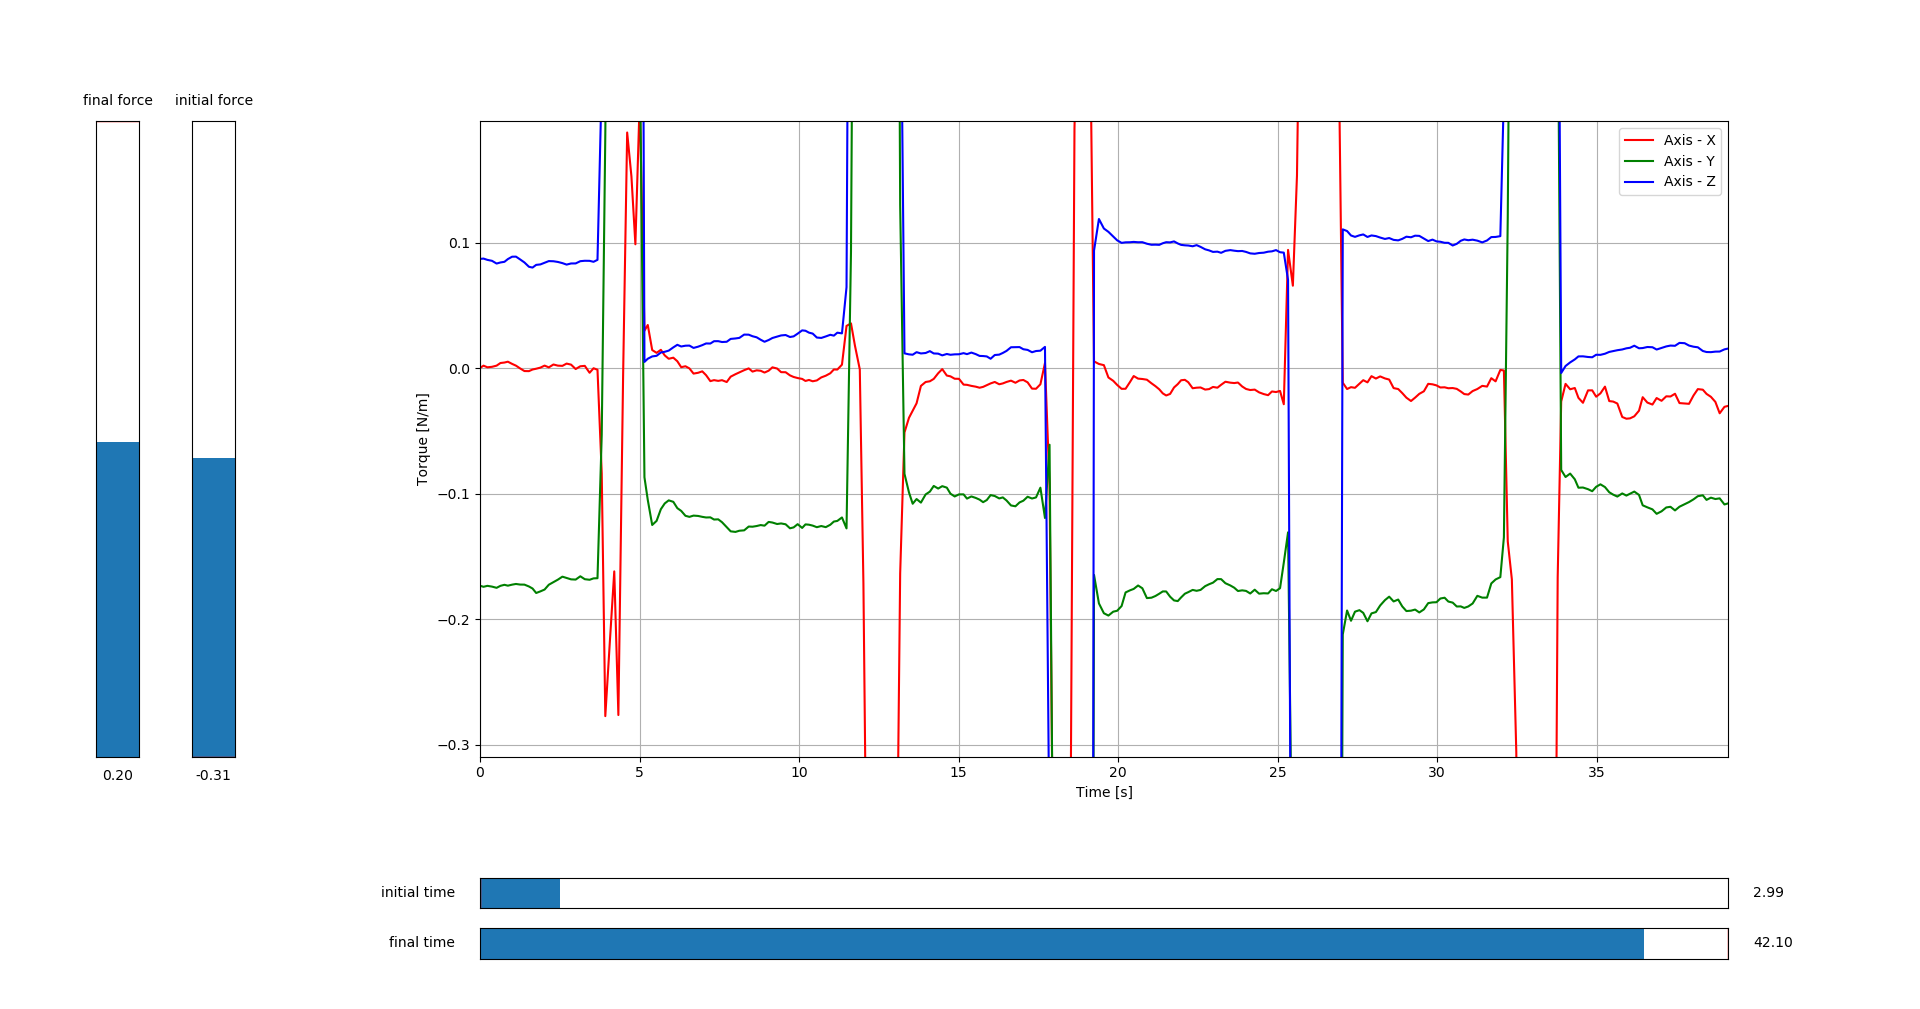 final force
initial force
0.20
-0.31
Axis - X
Axis - Y
Axis - Z
0.1
0.0
−0.1
−0.2
−0.3
Torque [N/m]
0
5
10
15
20
25
30
35
Time [s]
initial time
2.99
final time
42.10